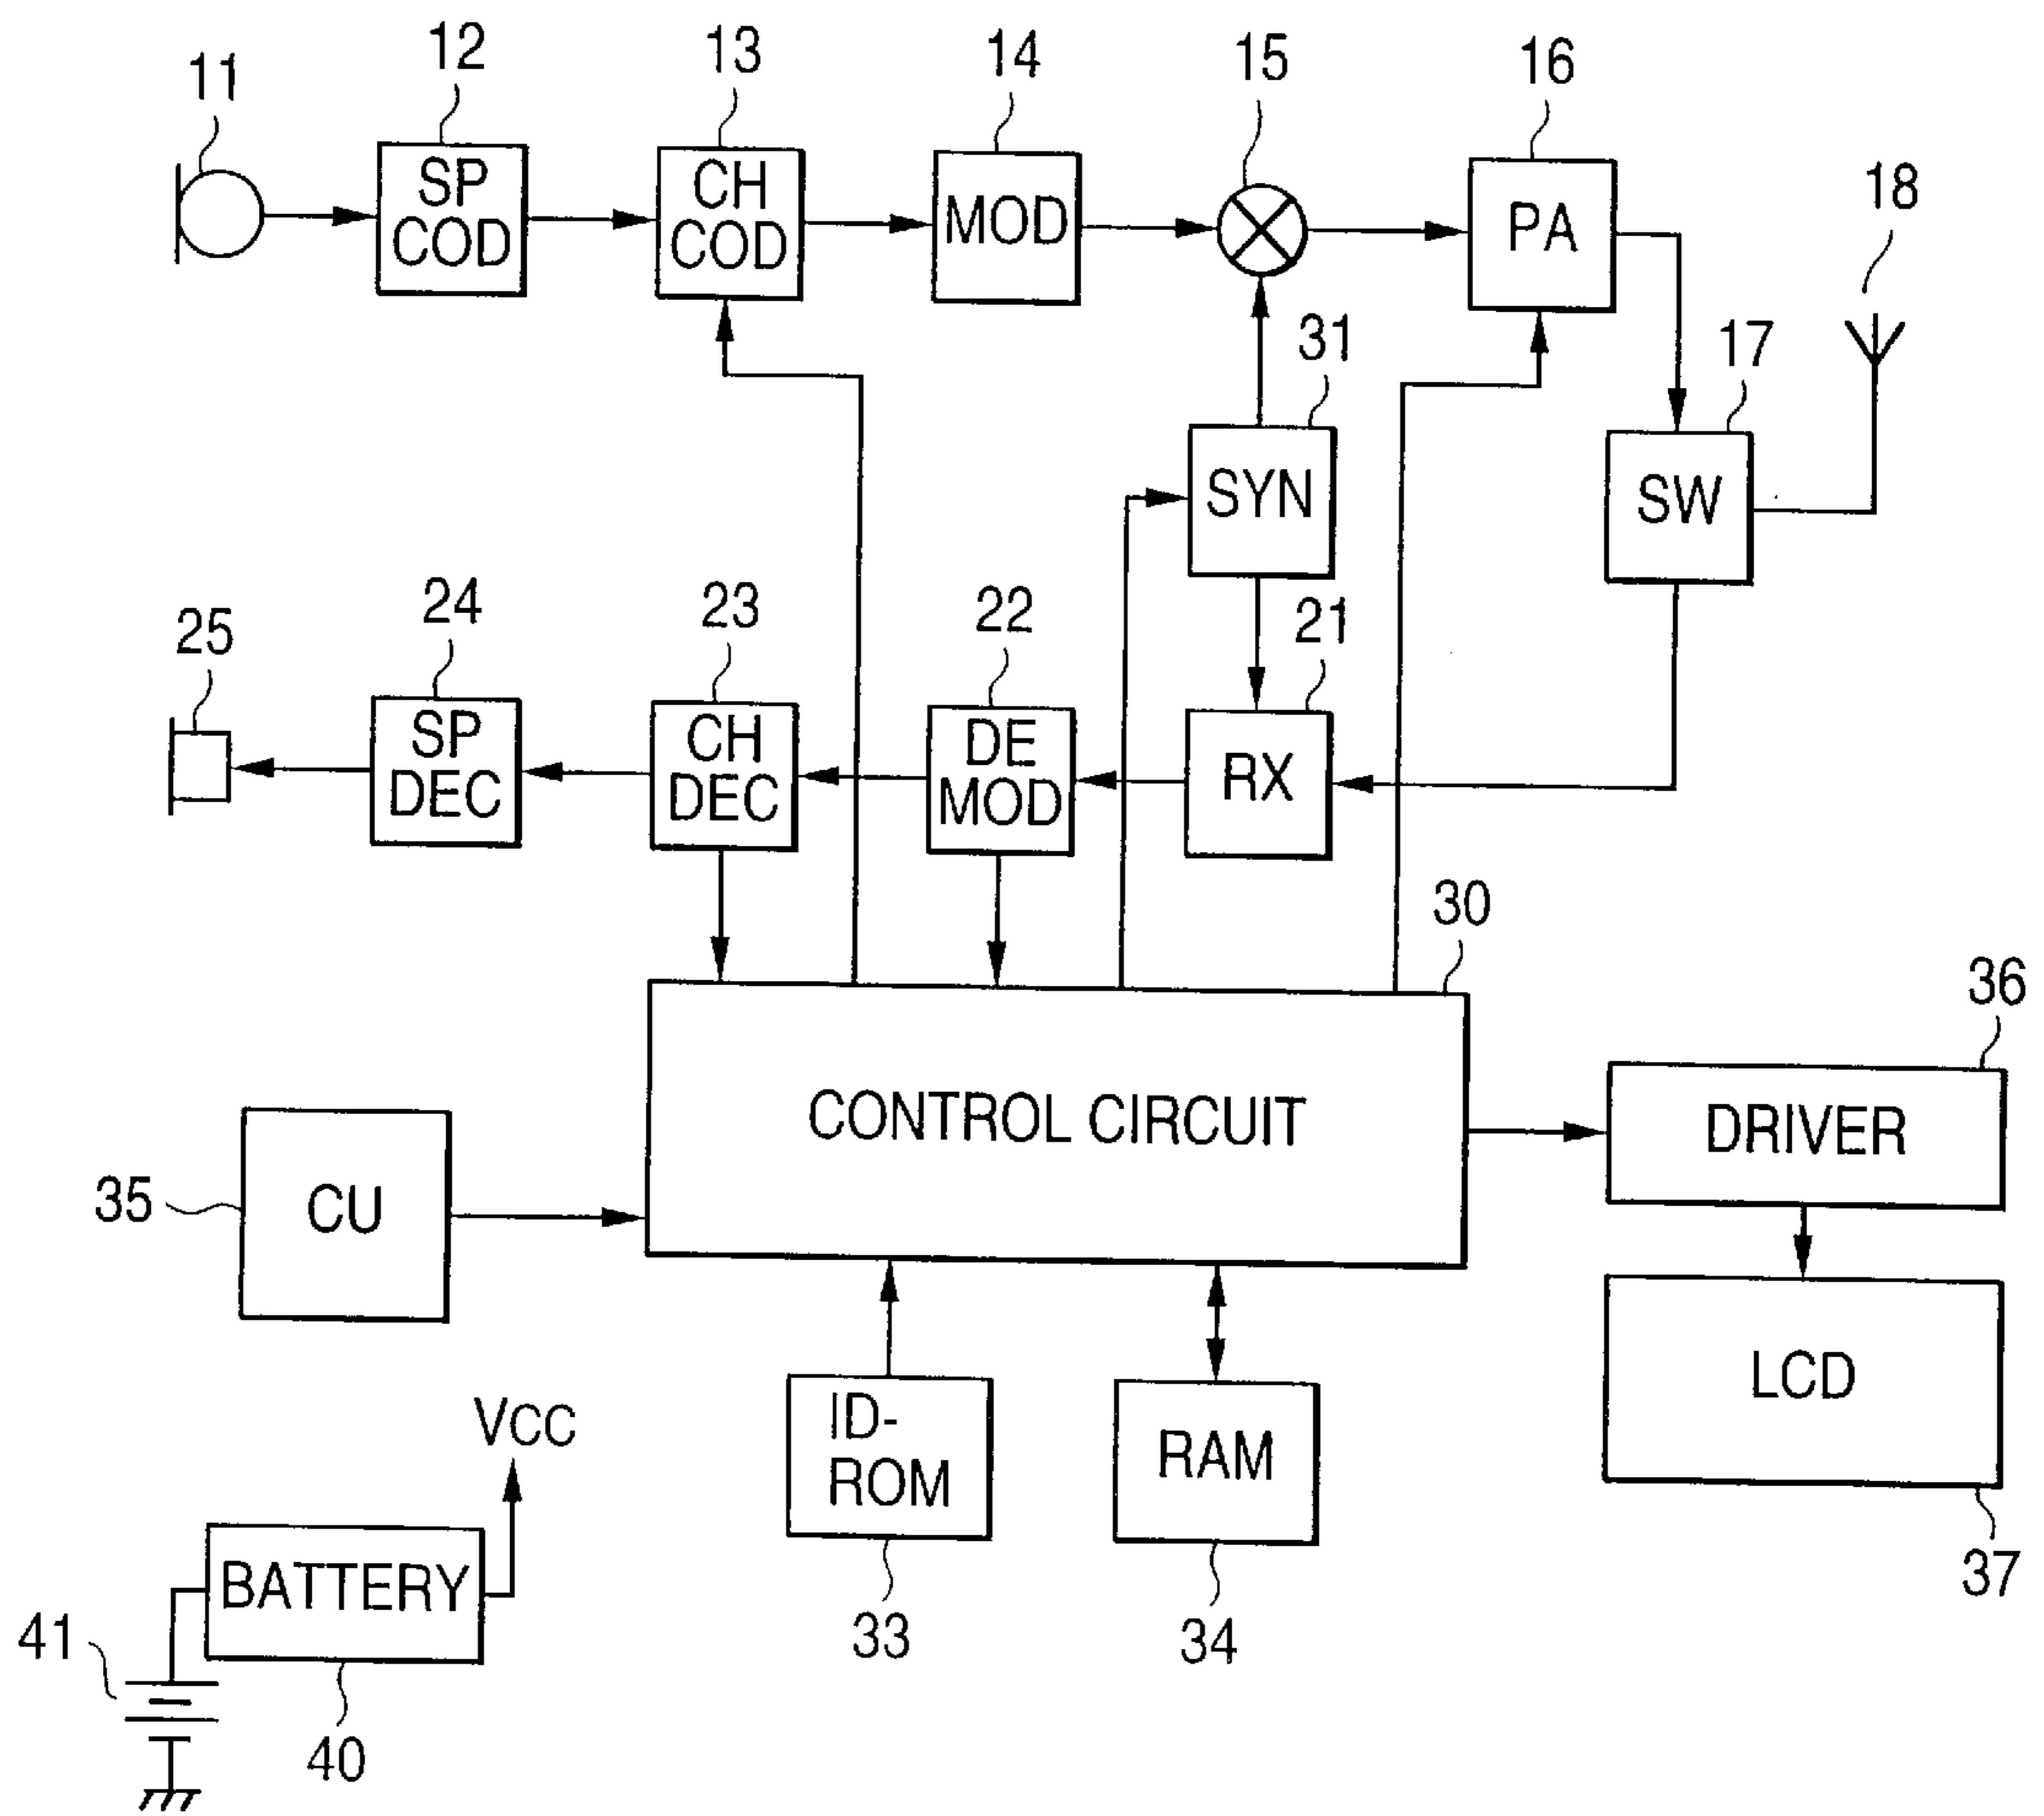 11
12
13
14
15
16
18
SP
COD
CH
COD
MOD
PA
31
17
SYN
SW
25
24
23
22
21
SP
DEC
CH
DEC
DE
MOD
RX
30
36
CONTROL CIRCUIT
DRIVER
35
CU
LCD
VCC
ID-
ROM
RAM
37
BATTERY
41
33
34
40